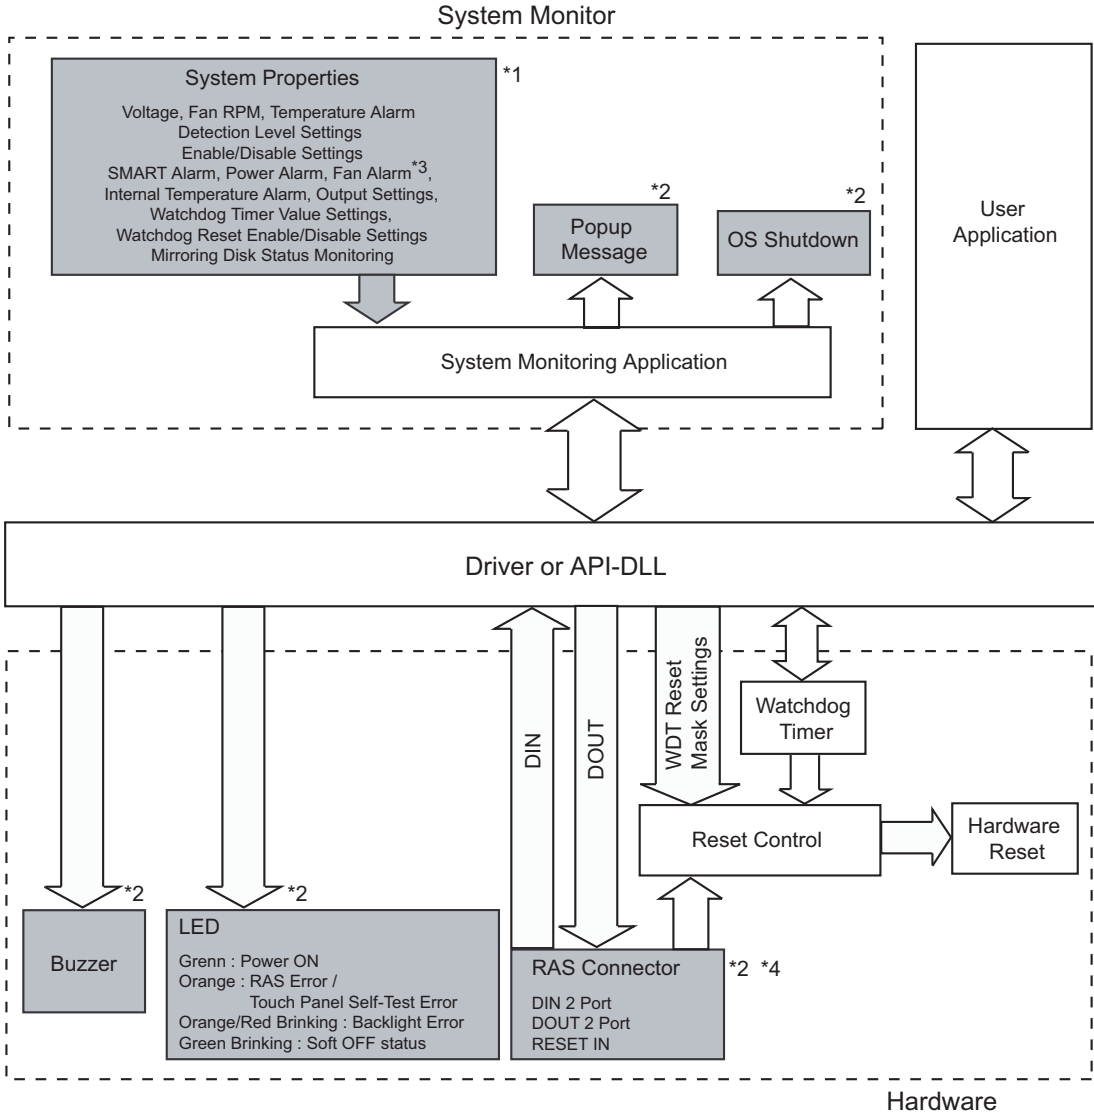 System Monitor
System Properties
*1
Voltage, Fan RPM, Temperature Alarm
Detection Level Settings
Enable/Disable Settings
SMART Alarm, Power Alarm, Fan Alarm*3,
Internal Temperature Alarm, Output Settings,
Watchdog Timer Value Settings,
Watchdog Reset Enable/Disable Settings
Mirroring Disk Status Monitoring
*2
Popup
Message
*2
OS Shutdown
User
Application
System Monitoring Application
Driver or API-DLL
DIN
DOUT
WDT Reset
Mask Settings
Watchdog
Timer
Reset Control
Hardware
Reset
*2
Buzzer
*2
LED
Grenn : Power ON
Orange : RAS Error /
Touch Panel Self-Test Error
Orange/Red Brinking : Backlight Error
Green Brinking : Soft OFF status
RAS Connector
*2 *4
DIN 2 Port
DOUT 2 Port
RESET IN
Hardware